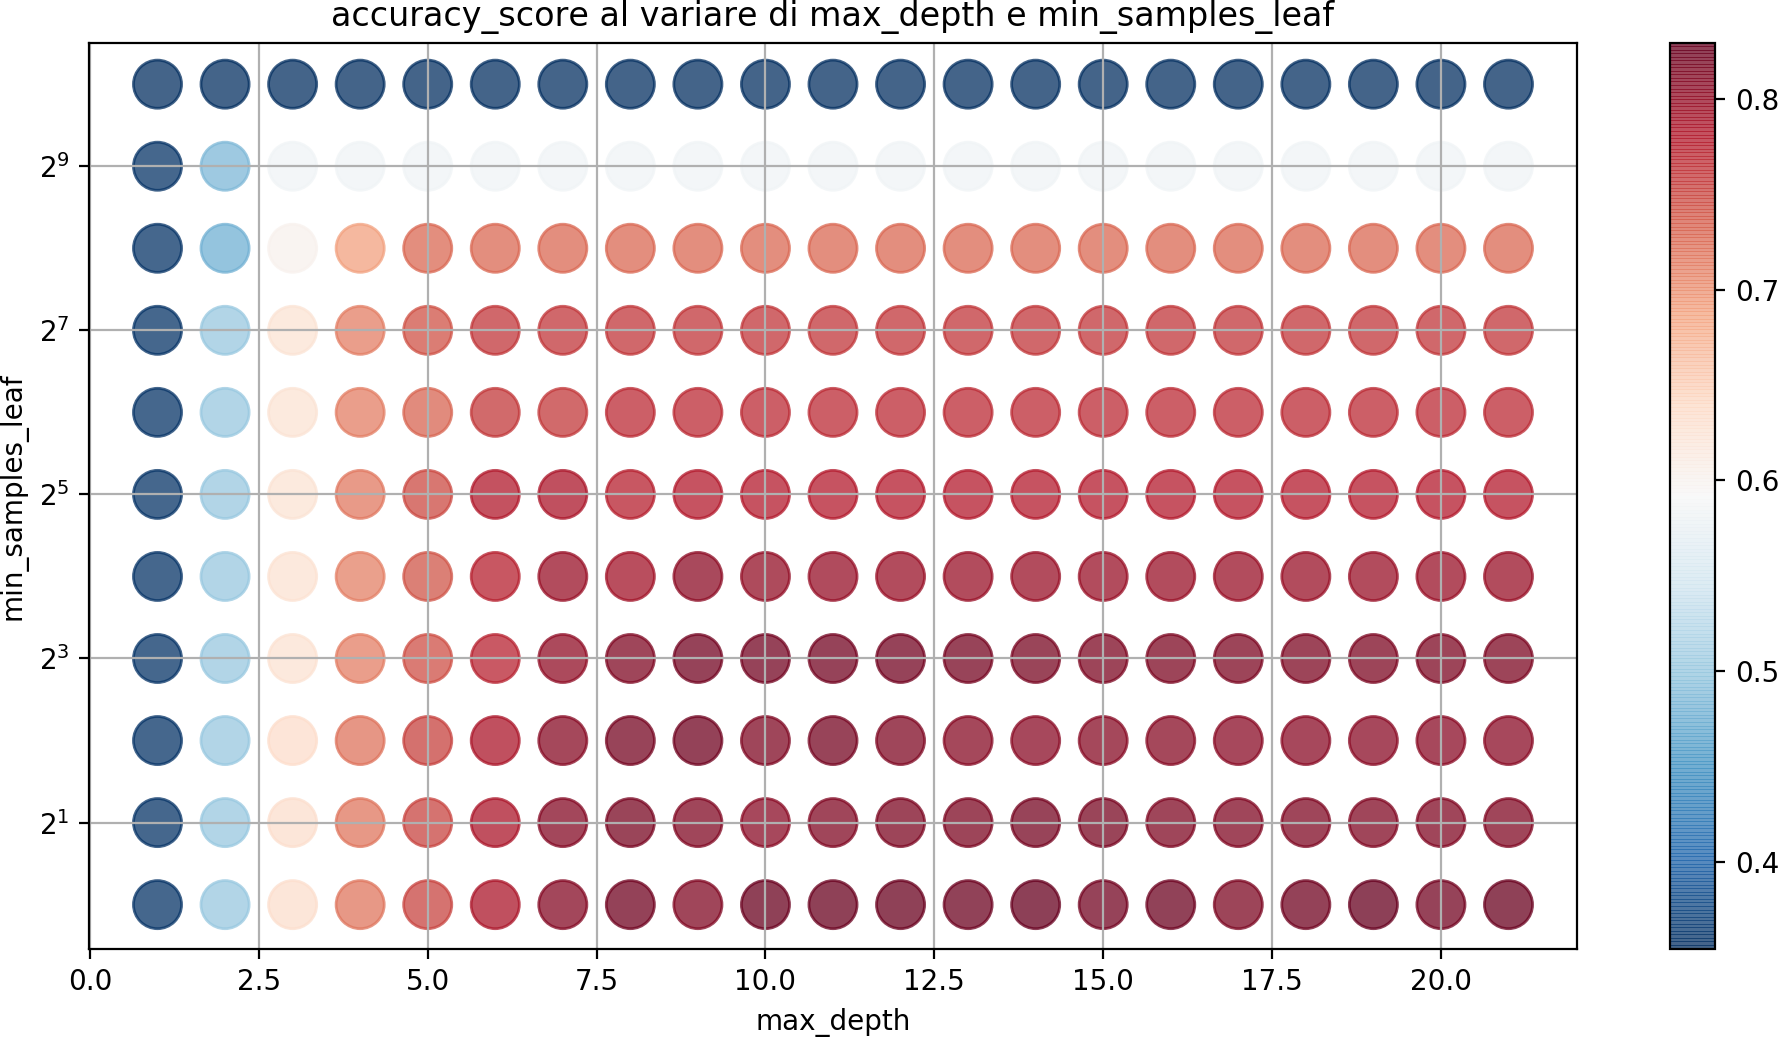 accuracy_score al variare di max_depth e min_samples_leaf
min_samples_leaf
2⁹
2⁷
2⁵
2³
2¹
0.0 2.5 5.0 7.5 10.0 12.5 15.0 17.5 20.0
max_depth
0.8
0.7
0.6
0.5
0.4